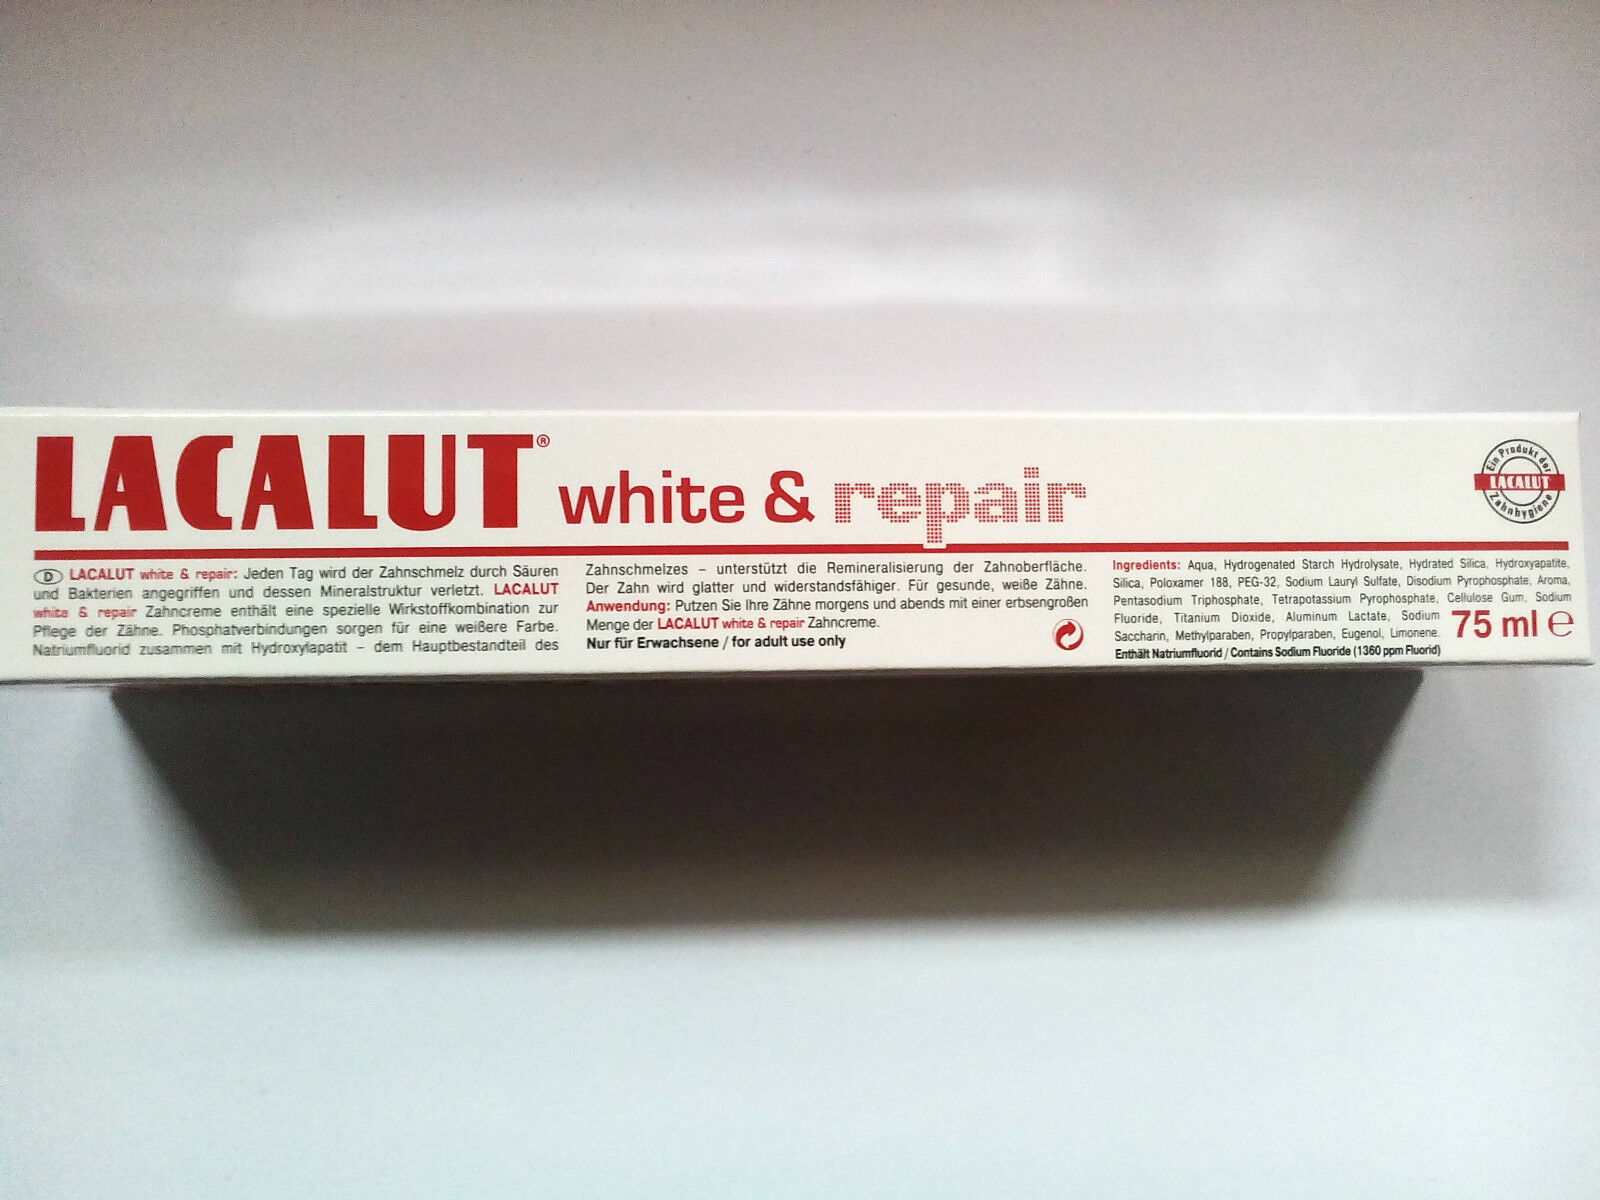 LACALUT® white & repair
Ein Produkt der
LACALUT
Zahnhygiene
D LACALUT white & repair: Jeden Tag wird der Zahnschmelz durch Säuren
und Bakterien angegriffen und dessen Mineralstruktur verletzt. LACALUT
white & repair Zahncreme enthält eine spezielle Wirkstoffkombination zur
Pflege der Zähne. Phosphatverbindungen sorgen für eine weißere Farbe.
Natriumfluorid zusammen mit Hydroxylapatit – dem Hauptbestandteil des
Zahnschmelzes – unterstützt die Remineralisierung der Zahnoberfläche.
Der Zahn wird glatter und widerstandsfähiger. Für gesunde, weiße Zähne.
Anwendung: Putzen Sie Ihre Zähne morgens und abends mit einer erbsengroßen
Menge der LACALUT white & repair Zahncreme.
Nur für Erwachsene / for adult use only
Ingredients: Aqua, Hydrogenated Starch Hydrolysate, Hydrated Silica, Hydroxyapatite,
Silica, Poloxamer 188, PEG-32, Sodium Lauryl Sulfate, Disodium Pyrophosphate, Aroma,
Pentasodium Triphosphate, Tetrapotassium Pyrophosphate, Cellulose Gum, Sodium
Fluoride, Titanium Dioxide, Aluminum Lactate, Sodium
Saccharin, Methylparaben, Propylparaben, Eugenol, Limonene.
Enthält Natriumfluorid / Contains Sodium Fluoride (1360 ppm Fluorid)
75 ml ℮